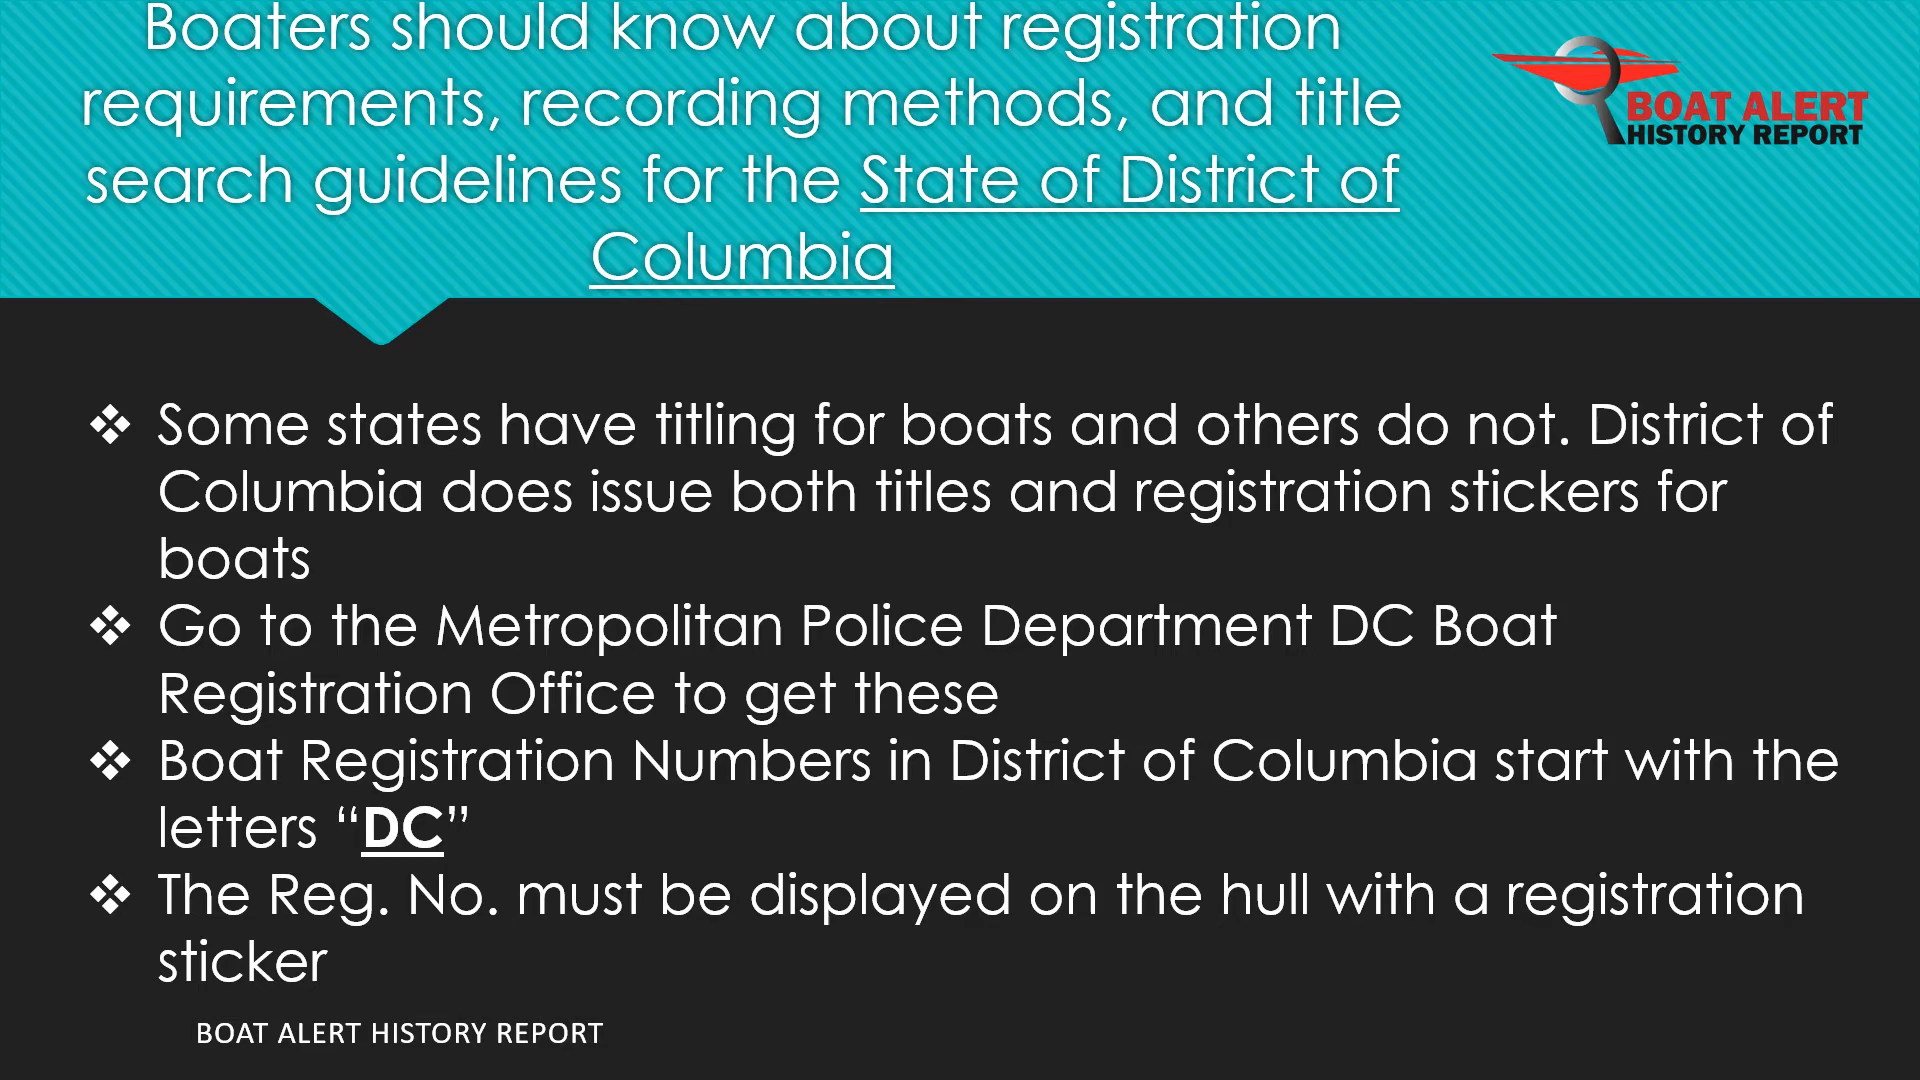 Boaters should know about registration
requirements, recording methods, and title
search guidelines for the State of District of
Columbia
BOAT ALERT
HISTORY REPORT
❖ Some states have titling for boats and others do not. District of
Columbia does issue both titles and registration stickers for
boats
❖ Go to the Metropolitan Police Department DC Boat
Registration Office to get these
❖ Boat Registration Numbers in District of Columbia start with the
letters “DC”
❖ The Reg. No. must be displayed on the hull with a registration
sticker
BOAT ALERT HISTORY REPORT